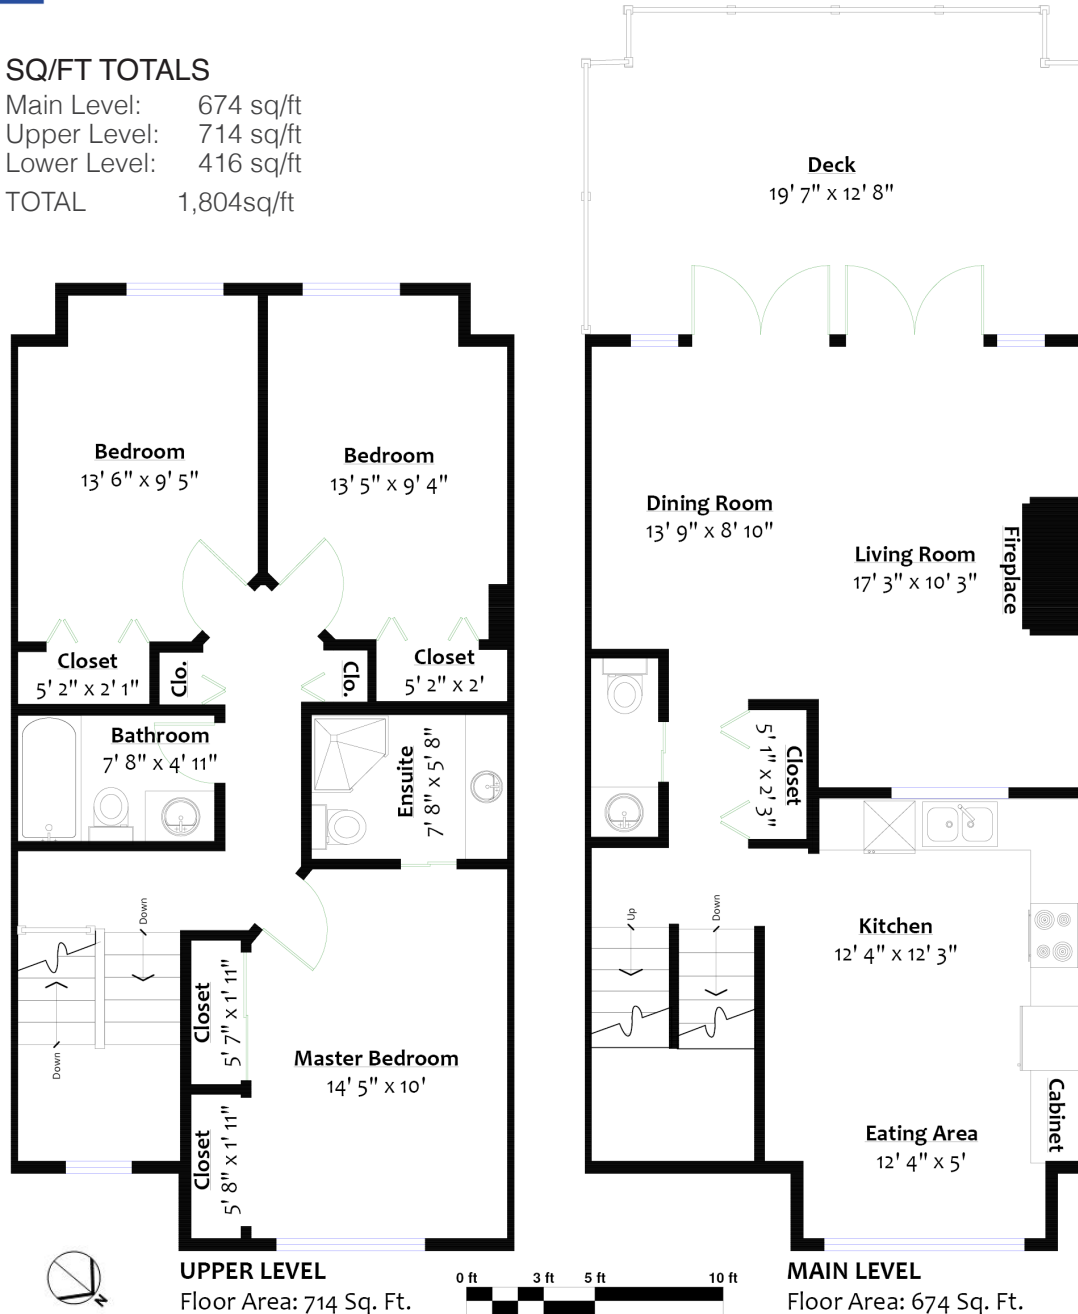 SQ/FT TOTALS
Main Level: 674 sq/ft
Upper Level: 714 sq/ft
Lower Level: 416 sq/ft
TOTAL 1,804sq/ft
Deck
19' 7" x 12' 8"
Bedroom
13' 6" x 9' 5"
Bedroom
13' 5" x 9' 4"
Closet
5' 2" x 2' 1"
Clo.
Clo.
Closet
5' 2" x 2'
Bathroom
7' 8" x 4' 11"
Ensuite
7' 8" x 5' 8"
Down
Down
Closet
5' 7" x 1' 11"
Closet
5' 8" x 1' 11"
Master Bedroom
14' 5" x 10'
Dining Room
13' 9" x 8' 10"
Living Room
17' 3" x 10' 3"
Fireplace
Closet
5' 1" x 2' 3"
Up
Down
Kitchen
12' 4" x 12' 3"
Eating Area
12' 4" x 5'
Cabinet
N
UPPER LEVEL
Floor Area: 714 Sq. Ft.
0 ft 3 ft 5 ft 10 ft
MAIN LEVEL
Floor Area: 674 Sq. Ft.